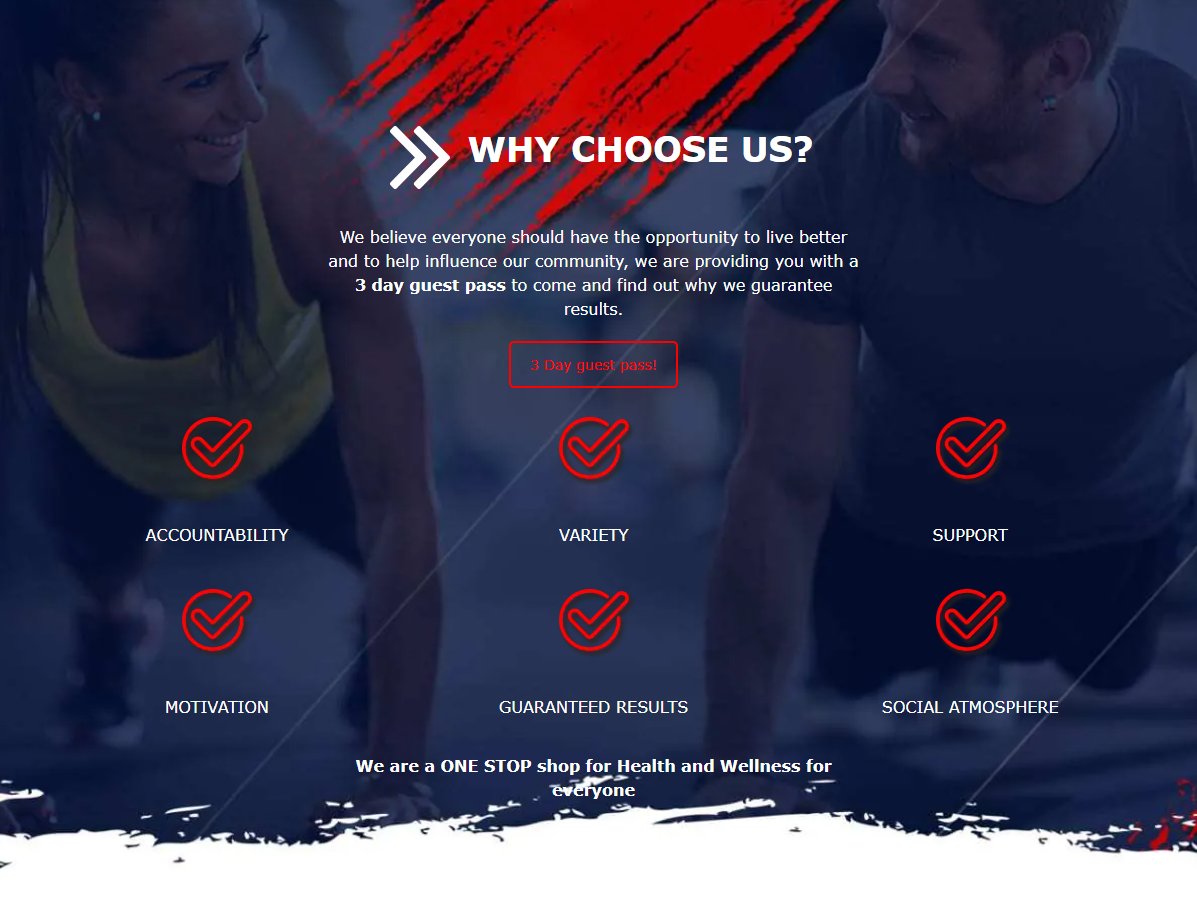 WHY CHOOSE US?
We believe everyone should have the opportunity to live better
and to help influence our community, we are providing you with a
3 day guest pass to come and find out why we guarantee
results.
3 Day guest pass!
ACCOUNTABILITY
VARIETY
SUPPORT
MOTIVATION
GUARANTEED RESULTS
SOCIAL ATMOSPHERE
We are a ONE STOP shop for Health and Wellness for
everyone